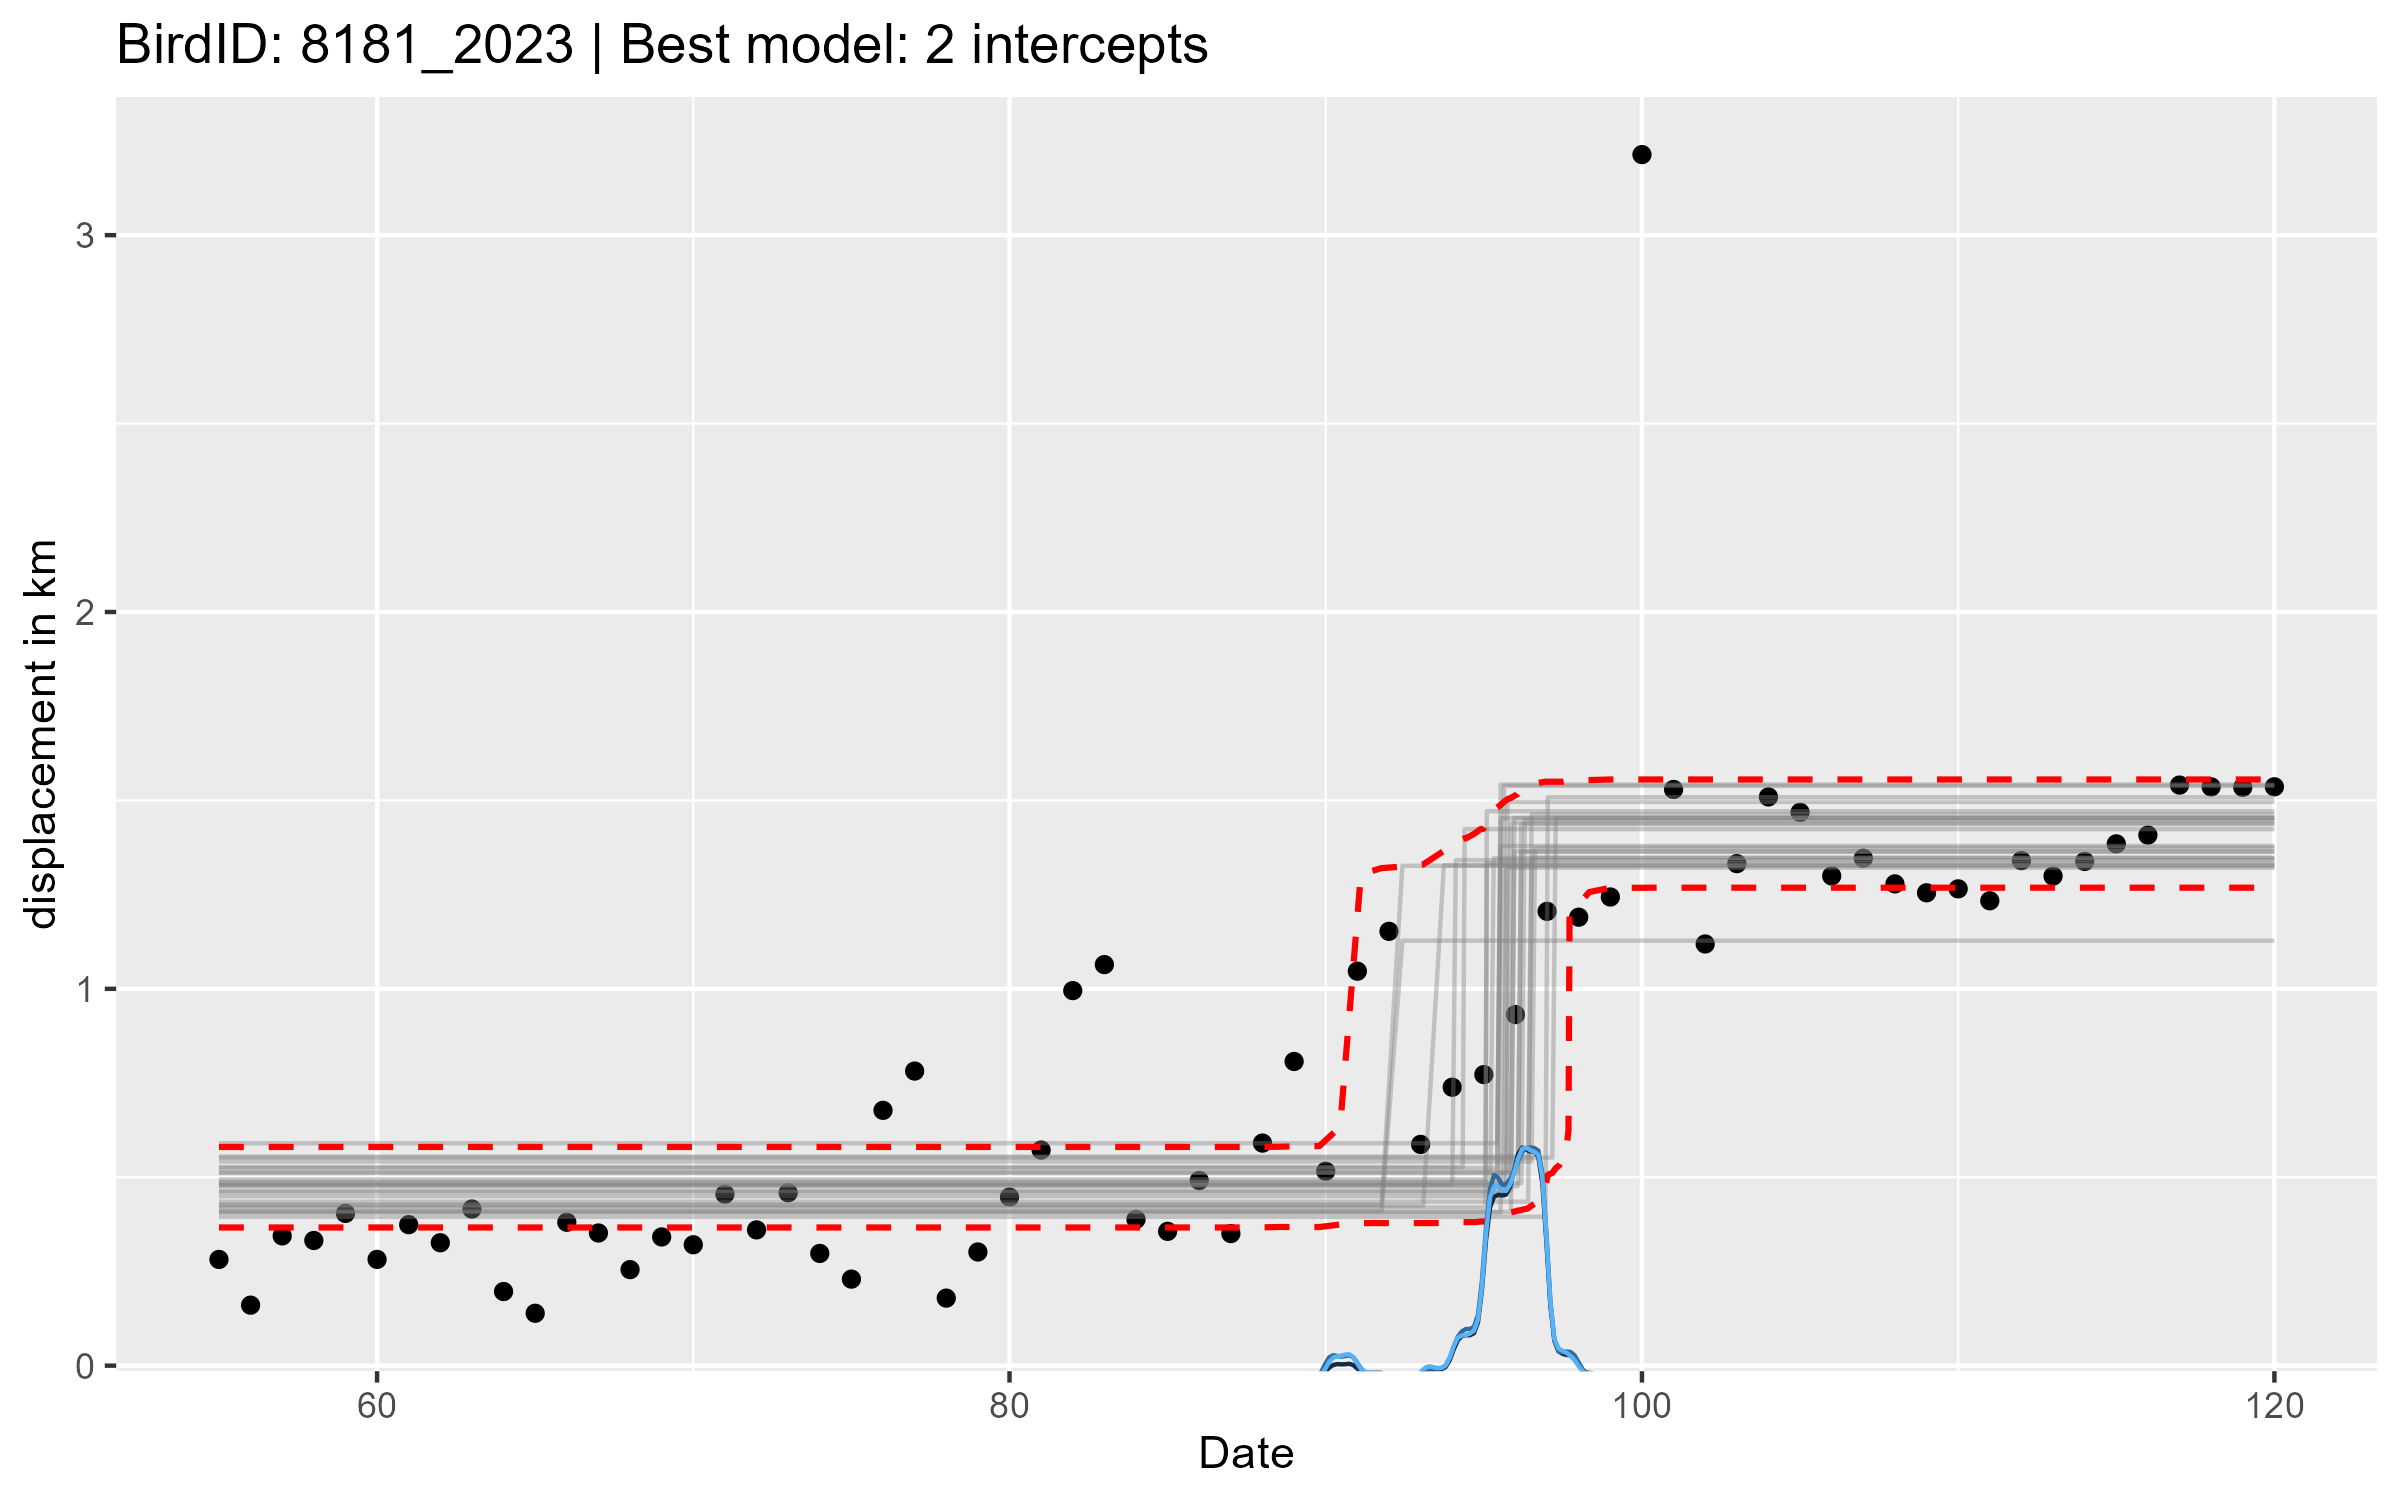 BirdID: 8181_2023 | Best model: 2 intercepts
displacement in km
3
2
1
0
60 80 100 120
Date